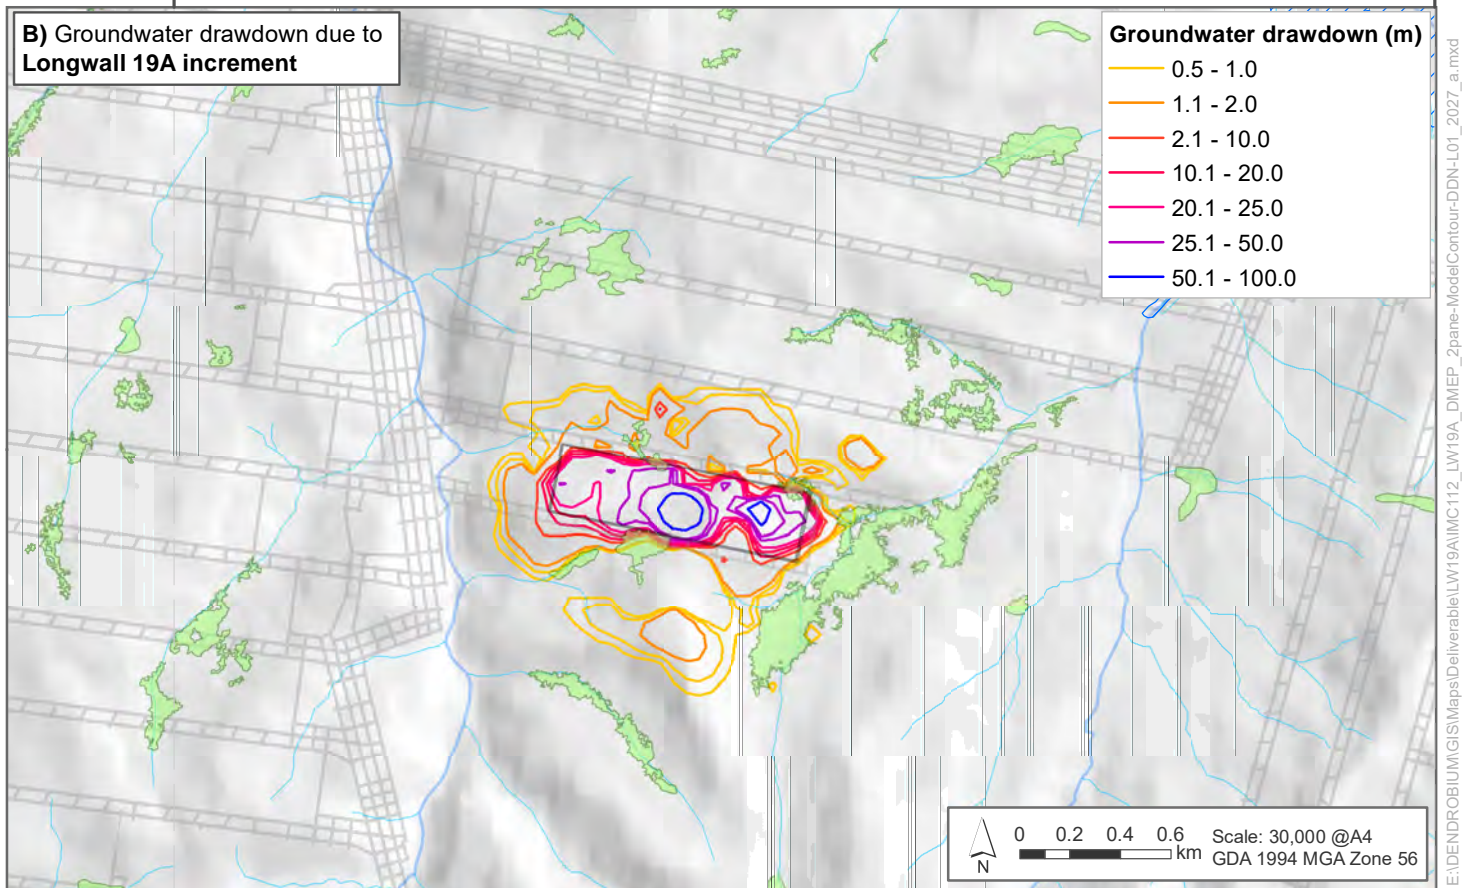 B) Groundwater drawdown due to
Longwall 19A increment
Groundwater drawdown (m)
0.5 - 1.0
1.1 - 2.0
2.1 - 10.0
10.1 - 20.0
20.1 - 25.0
25.1 - 50.0
50.1 - 100.0
N
0 0.2 0.4 0.6
km
Scale: 30,000 @A4
GDA 1994 MGA Zone 56
E:\DENDROBIUM\GIS\Maps\Deliverable\LW19A\IMC112_LW19A_DMEP_2pane-ModelContour-DDN-L01_2027_a.mxd